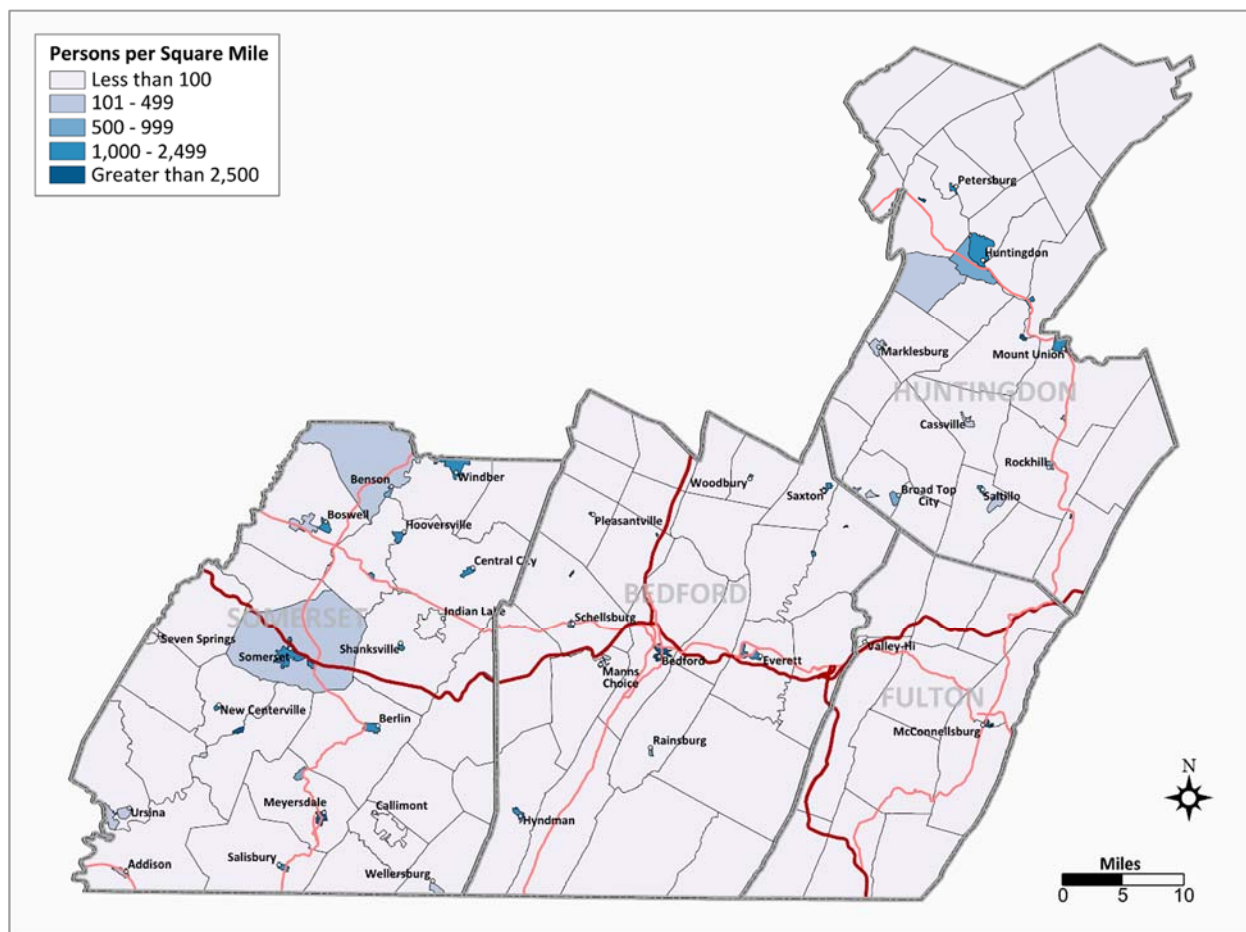 Persons per Square Mile
Less than 100
101 - 499
500 - 999
1,000 - 2,499
Greater than 2,500
Petersburg
Huntingdon
Marklesburg
Mount Union
HUNTINGDON
Cassville
Rockhill
Broad Top
City
Saltillo
Benson
Windber
Woodbury
Saxton
Boswell
Hooversville
Pleasantville
Central City
BEDFORD
SOMERSET
Indian Lake
Schellsburg
Seven Springs
Shanksville
Somerset
Valley-Hi
Manns
Choice
Bedford
Everett
FULTON
New Centerville
Berlin
McConnellsburg
Rainsburg
N
Ursina
Meyersdale
Callimont
Hyndman
Addison
Salisbury
Wellersburg
Miles
0 5 10